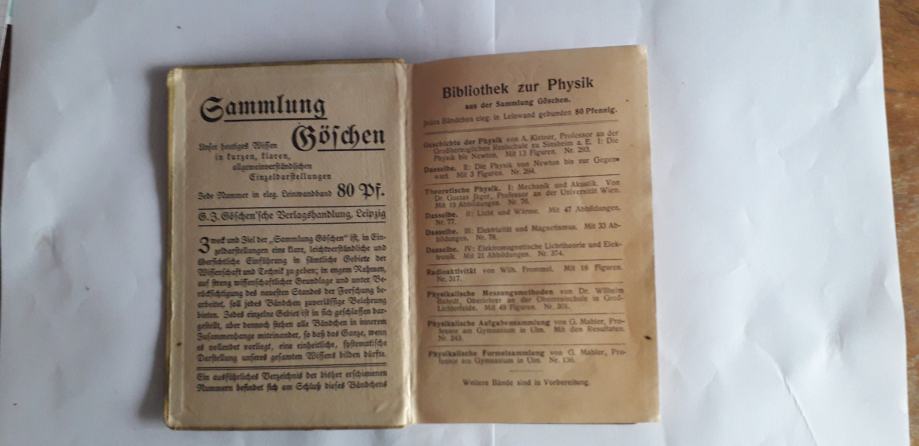 Sammlung
Göschen
Unser heutiges Wissen
in kurzen, klaren,
allgemeinverständlichen
Einzeldarstellungen
Jede Nummer in eleg. Leinwandband 80 Pf.
G. J. Göschen'sche Verlagshandlung, Leipzig
Zweck und Ziel der „Sammlung Göschen“ ist, in Ein-
zeldarstellungen eine klare, leichtverständliche und
übersichtliche Einführung in sämtliche Gebiete der
Wissenschaft und Technik zu geben; in engem Rahmen,
auf streng wissenschaftlicher Grundlage und unter Be-
rücksichtigung des neuesten Standes der Forschung be-
arbeitet, soll jedes Bändchen zuverlässige Belehrung
bieten. Jedes einzelne Gebiet ist in sich geschlossen dar-
gestellt, aber dennoch stehen alle Bändchen in innerem
Zusammenhange miteinander, so daß das Ganze, wenn
es vollendet vorliegt, eine einheitliche, systematische
Darstellung unseres gesamten Wissens bilden dürfte.
Ein ausführliches Verzeichnis der bisher erschienenen
Nummern befindet sich am Schluß dieses Bändchens
Bibliothek zur Physik
aus der Sammlung Göschen.
Jedes Bändchen eleg. in Leinwand gebunden 80 Pfennig.
Geschichte der Physik von A. Kistner, Professor an der
Großherzoglichen Realschule zu Sinsheim a. E. I: Die
Physik bis Newton. Mit 13 Figuren. Nr. 293.
Dasselbe. II: Die Physik von Newton bis zur Gegen-
wart. Mit 3 Figuren. Nr. 294.
Theoretische Physik. I: Mechanik und Akustik. Von
Dr. Gustav Jäger, Professor an der Universität Wien.
Mit 19 Abbildungen. Nr. 76.
Dasselbe. II: Licht und Wärme. Mit 47 Abbildungen.
Nr. 77.
Dasselbe. III: Elektrizität und Magnetismus. Mit 33 Ab-
bildungen. Nr. 78.
Dasselbe. IV: Elektromagnetische Lichttheorie und Elek-
tronik. Mit 21 Abbildungen. Nr. 374.
Radioaktivität von Wilh. Frommel. Mit 18 Figuren.
Nr. 317.
Physikalische Messungsmethoden von Dr. Wilhelm
Bahrdt, Oberlehrer an der Oberrealschule in Groß-
Lichterfelde. Mit 49 Figuren. Nr. 301.
Physikalische Aufgabensammlung von G. Mahler, Pro-
fessor am Gymnasium in Ulm. Mit den Resultaten.
Nr. 243.
Physikalische Formelsammlung von G. Mahler, Pro-
fessor am Gymnasium in Ulm. Nr. 136.
Weitere Bände sind in Vorbereitung.